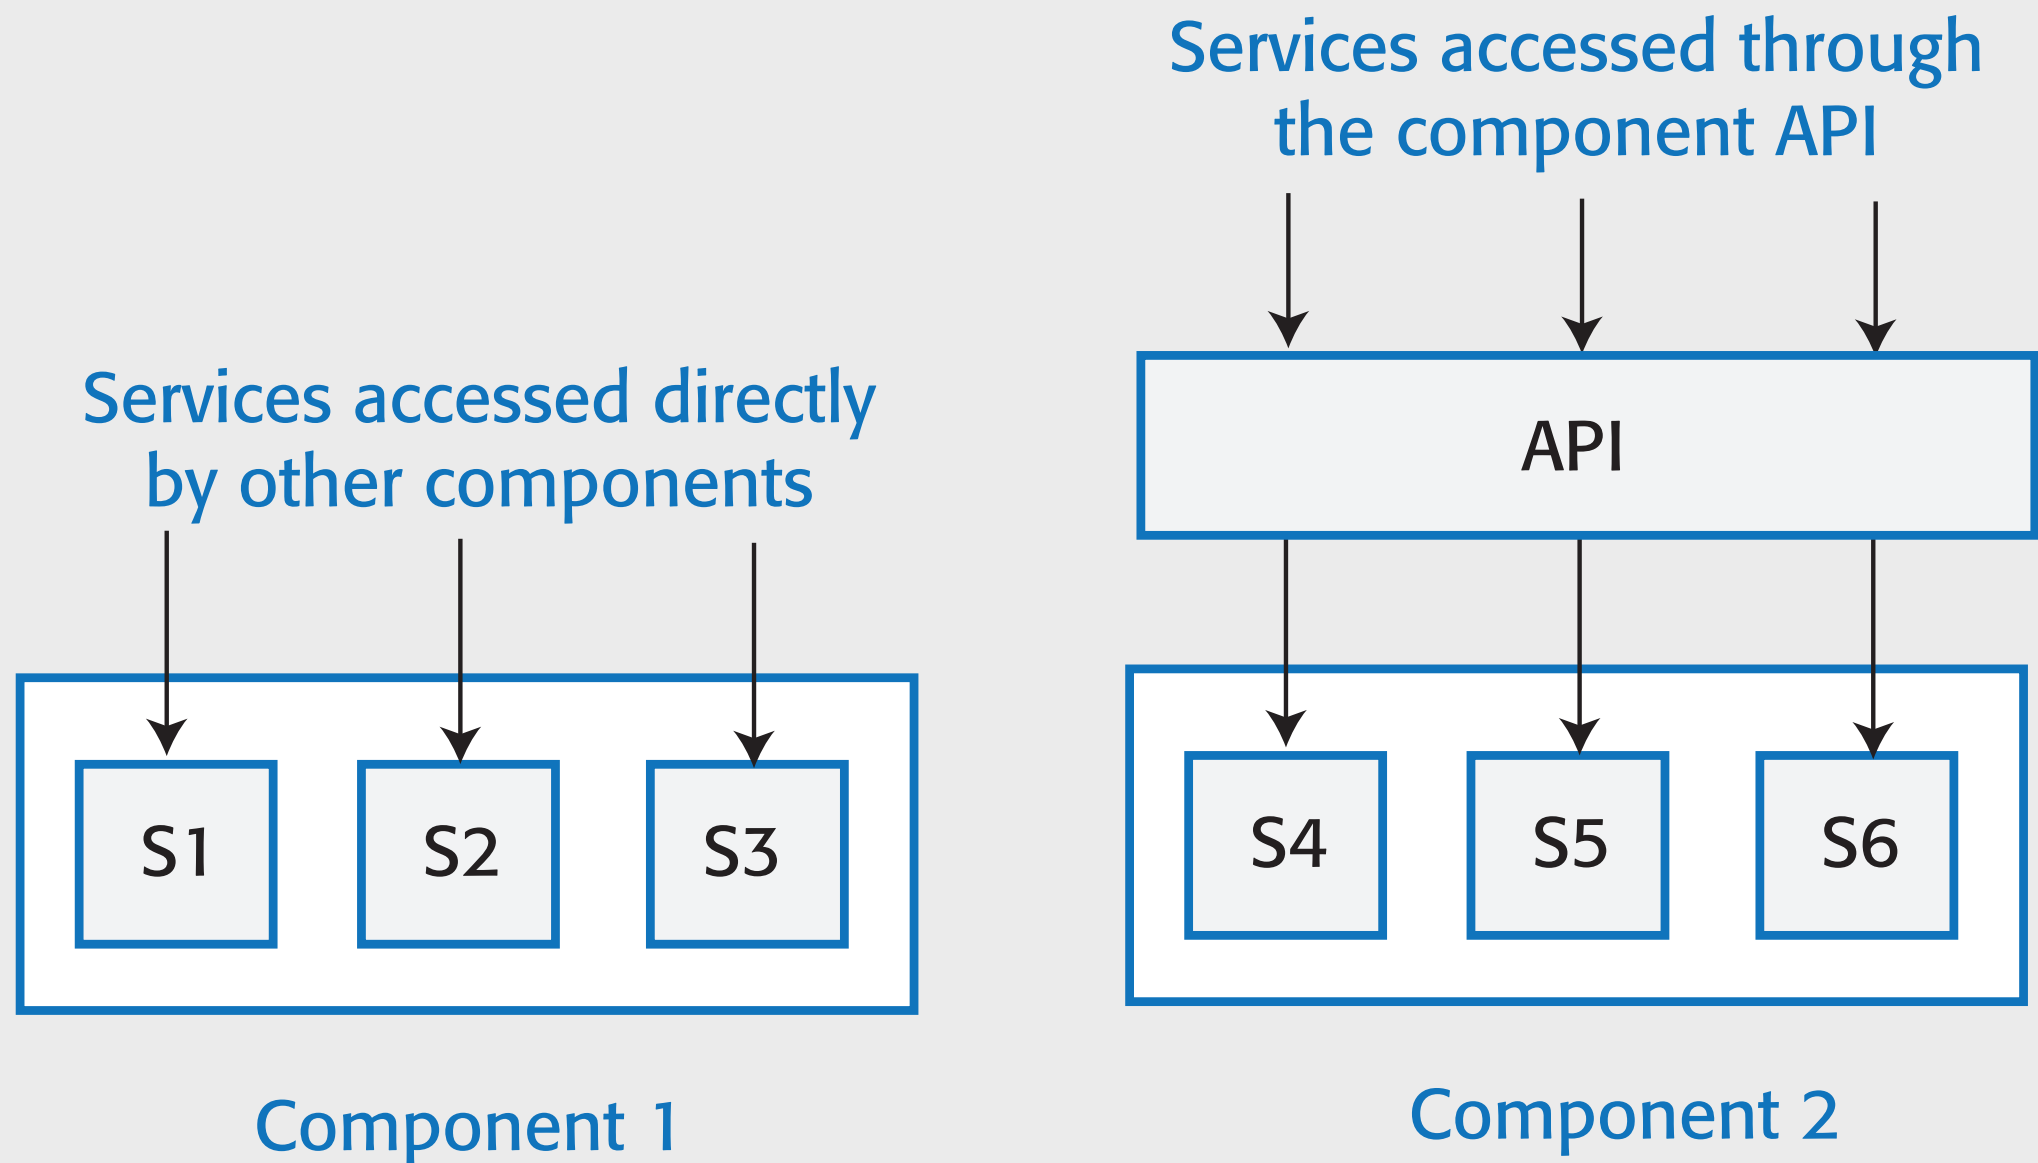 Services accessed directly
by other components
S1
S2
S3
Component 1
Services accessed through
the component API
API
S4
S5
S6
Component 2